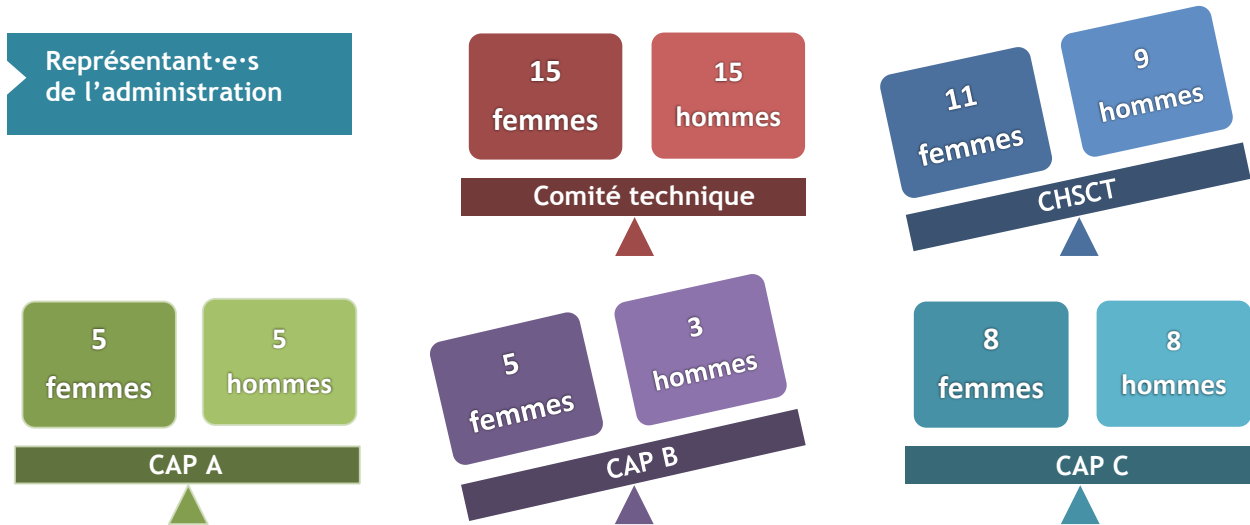 Représentant·e·s
de l'administration
15
femmes
15
hommes
Comité technique
11
femmes
9
hommes
CHSCT
5
femmes
5
hommes
CAP A
5
femmes
3
hommes
CAP B
8
femmes
8
hommes
CAP C